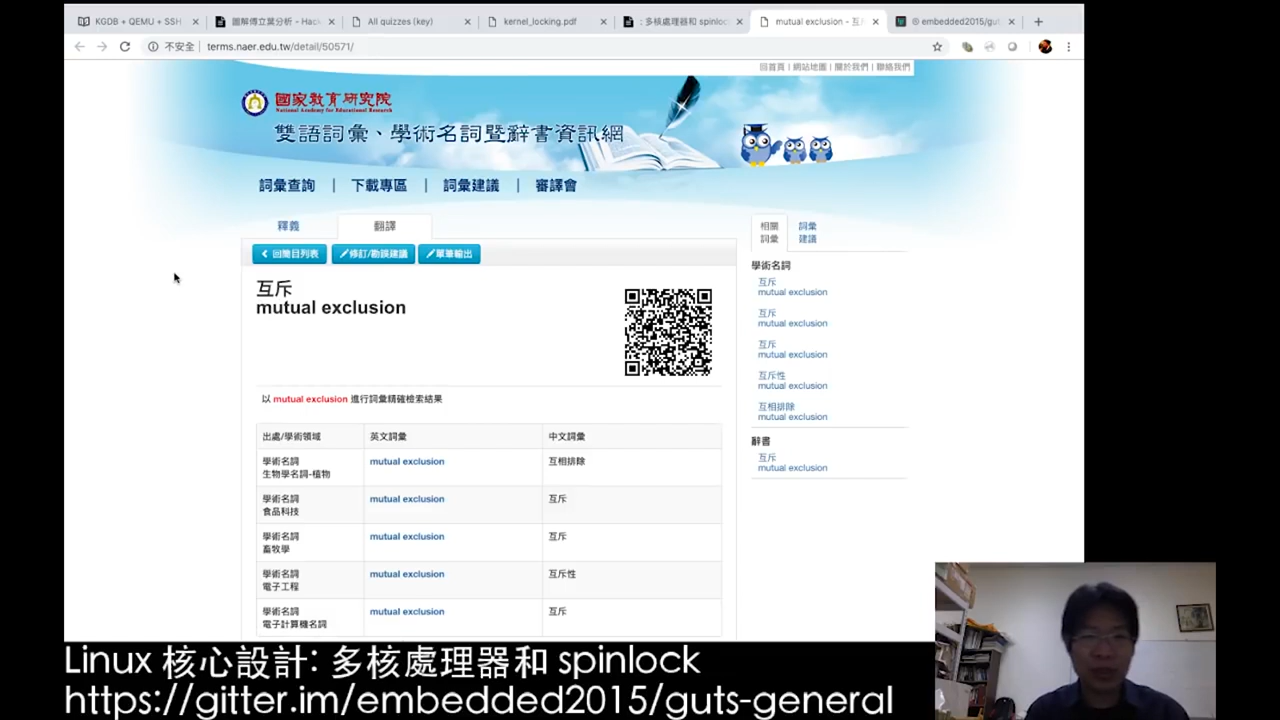 KGDB + QEMU + SSH
圖解傅立葉分析 - Hac
All quizzes (key)
kernel_locking.pdf
: 多核處理器和 spinloc
mutual exclusion - 互
embedded2015/gut
不安全 | terms.naer.edu.tw/detail/50571/
回首頁 | 網站地圖 | 關於我們 | 聯絡我們
國家教育研究院
National Academy for Educational Research
雙語詞彙、學術名詞暨辭書資訊網
詞彙查詢 | 下載專區 | 詞彙建議 | 審譯會
釋義 翻譯
回簡目列表 修訂/勘誤建議 單筆輸出
互斥
mutual exclusion
以 mutual exclusion 進行詞彙精確檢索結果
出處/學術領域 英文詞彙 中文詞彙
學術名詞
生物學名詞-植物 mutual exclusion 互相排除
學術名詞
食品科技 mutual exclusion 互斥
學術名詞
畜牧學 mutual exclusion 互斥
學術名詞
電子工程 mutual exclusion 互斥性
學術名詞
電子計算機名詞 mutual exclusion 互斥
相關
詞彙
詞彙
建議
學術名詞
互斥
mutual exclusion
互斥
mutual exclusion
互斥
mutual exclusion
互斥性
mutual exclusion
互相排除
mutual exclusion
辭書
互斥
mutual exclusion
Linux 核心設計: 多核處理器和 spinlock
https://gitter.im/embedded2015/guts-general